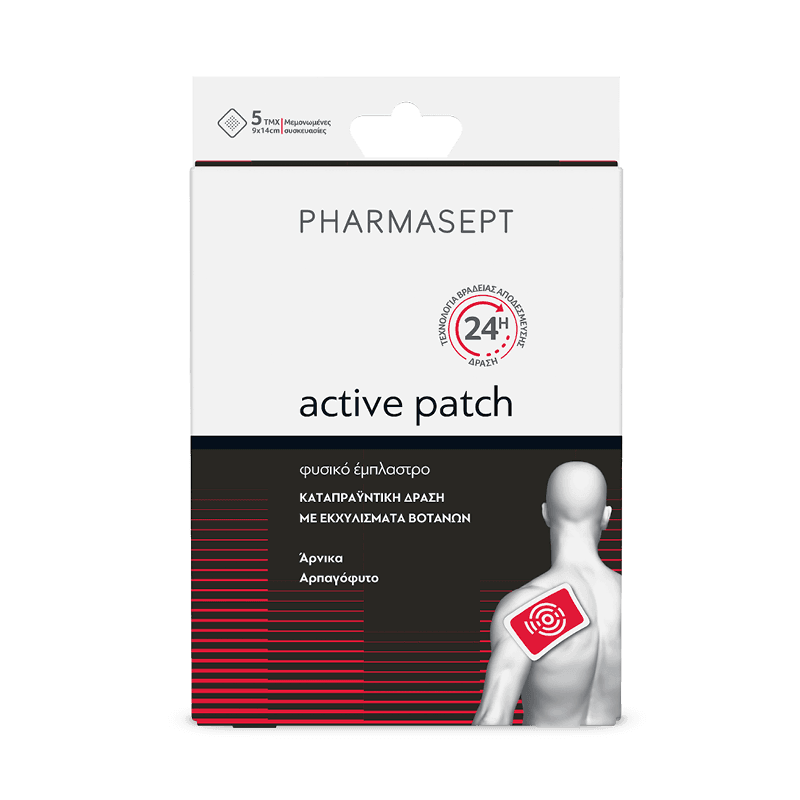 5 ΤΜΧ
9x14cm
Μεμονωμένες
συσκευασίες
PHARMASEPT
ΤΕΧΝΟΛΟΓΙΑ ΒΡΑΔΕΙΑΣ ΑΠΟΔΕΣΜΕΥΣΗΣ
24H
ΔΡΑΣΗ
active patch
φυσικό έμπλαστρο
ΚΑΤΑΠΡΑΫΝΤΙΚΗ ΔΡΑΣΗ
ΜΕ ΕΚΧΥΛΙΣΜΑΤΑ ΒΟΤΑΝΩΝ
Άρνικα
Αρπαγόφυτο